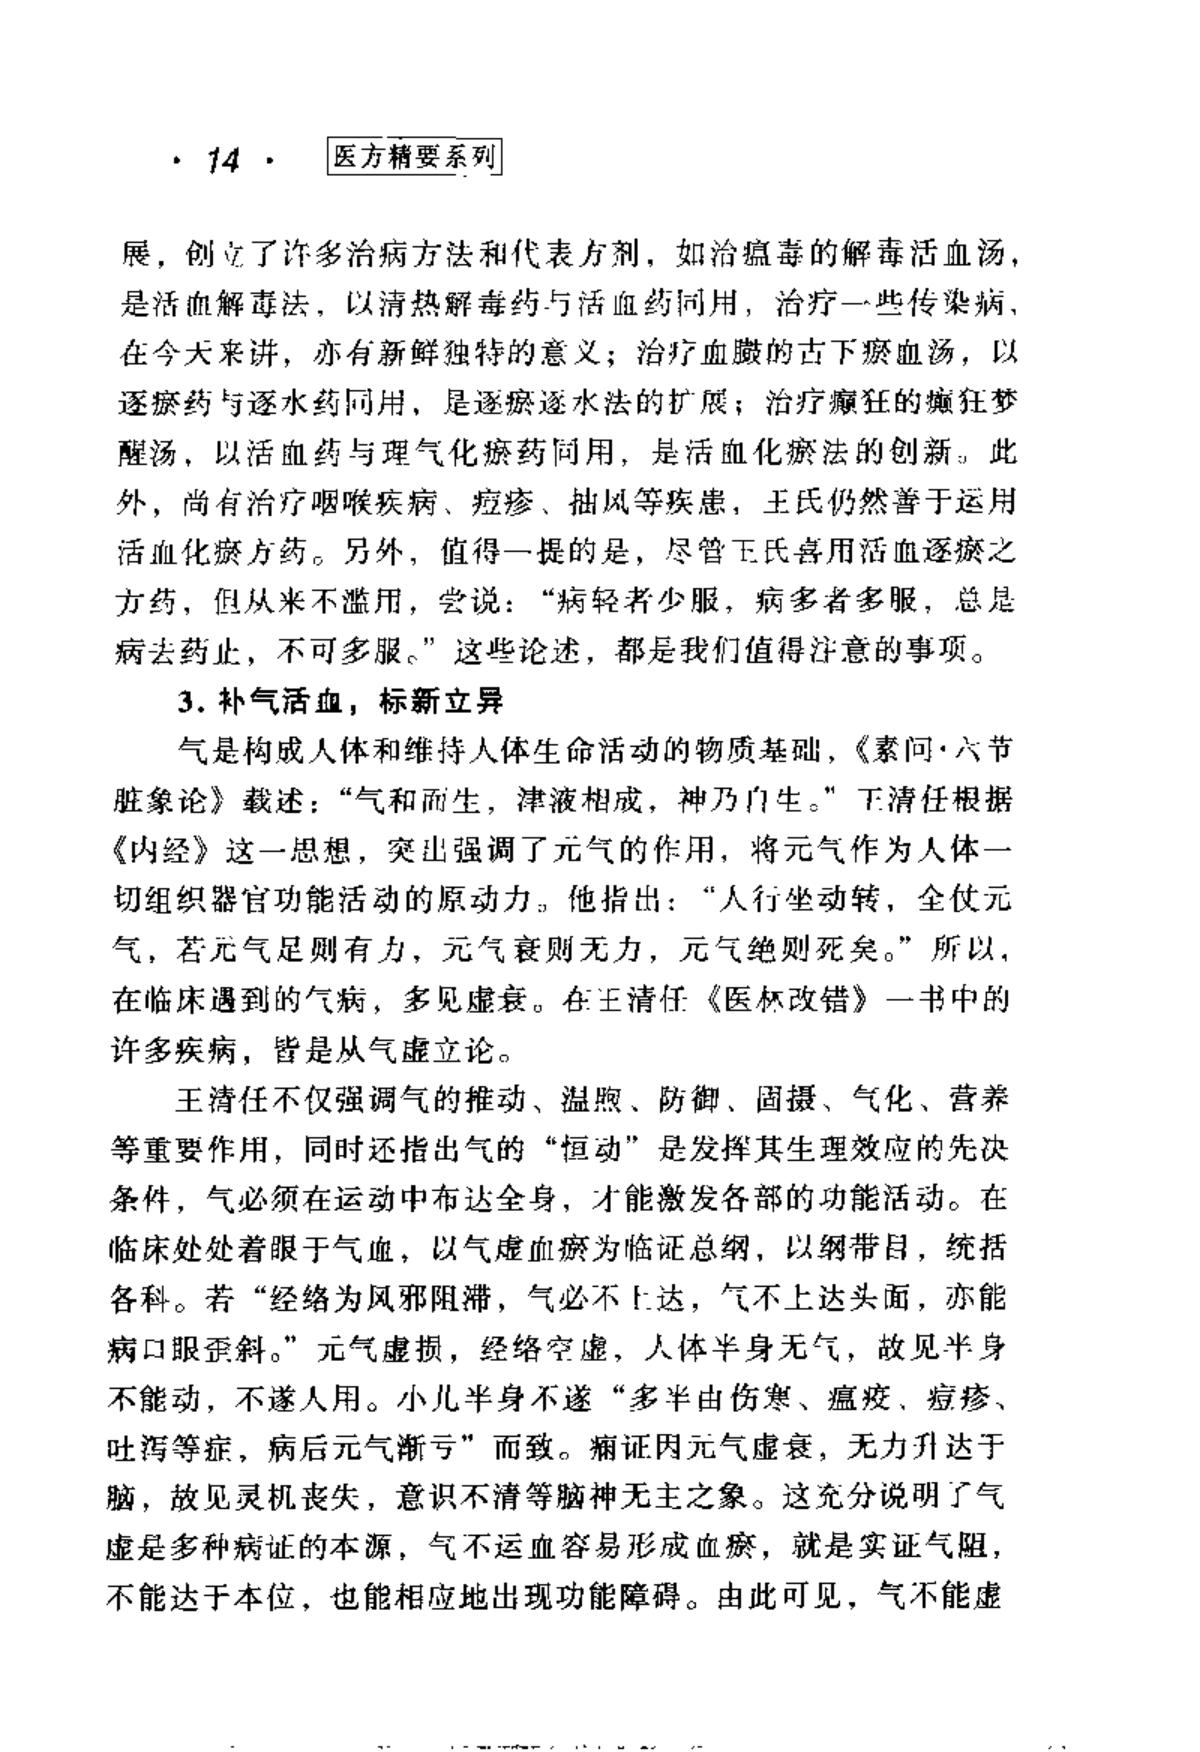 · 14 · 医方精要系列
展，创立了许多治病方法和代表方剂，如治瘟毒的解毒活血汤，
是活血解毒法，以清热解毒药与活血药同用，治疗一些传染病，
在今天来讲，亦有新鲜独特的意义；治疗血臌的古下瘀血汤，以
逐瘀药与逐水药同用，是逐瘀逐水法的扩展；治疗癫狂的癫狂梦
醒汤，以活血药与理气化瘀药同用，是活血化瘀法的创新。此
外，尚有治疗咽喉疾病、痘疹、抽风等疾患，王氏仍然善于运用
活血化瘀方药。另外，值得一提的是，尽管王氏喜用活血逐瘀之
方药，但从来不滥用，尝说：“病轻者少服，病多者多服，总是
病去药止，不可多服。”这些论述，都是我们值得注意的事项。
3. 补气活血，标新立异
气是构成人体和维持人体生命活动的物质基础，《素问·六节
脏象论》载述：“气和而生，津液相成，神乃自生。”王清任根据
《内经》这一思想，突出强调了元气的作用，将元气作为人体一
切组织器官功能活动的原动力。他指出：“人行坐动转，全仗元
气，若元气足则有力，元气衰则无力，元气绝则死矣。”所以，
在临床遇到的气病，多见虚衰。在王清任《医林改错》一书中的
许多疾病，皆是从气虚立论。
王清任不仅强调气的推动、温煦、防御、固摄、气化、营养
等重要作用，同时还指出气的“恒动”是发挥其生理效应的先决
条件，气必须在运动中布达全身，才能激发各部的功能活动。在
临床处处着眼于气血，以气虚血瘀为临证总纲，以纲带目，统括
各科。若“经络为风邪阻滞，气必不上达，气不上达头面，亦能
病口眼歪斜。”元气虚损，经络空虚，人体半身无气，故见半身
不能动，不遂人用。小儿半身不遂“多半由伤寒、瘟疫、痘疹、
吐泻等症，病后元气渐亏”而致。痫证因元气虚衰，无力升达于
脑，故见灵机丧失，意识不清等脑神无主之象。这充分说明了气
虚是多种病证的本源，气不运血容易形成血瘀，就是实证气阻，
不能达于本位，也能相应地出现功能障碍。由此可见，气不能虚